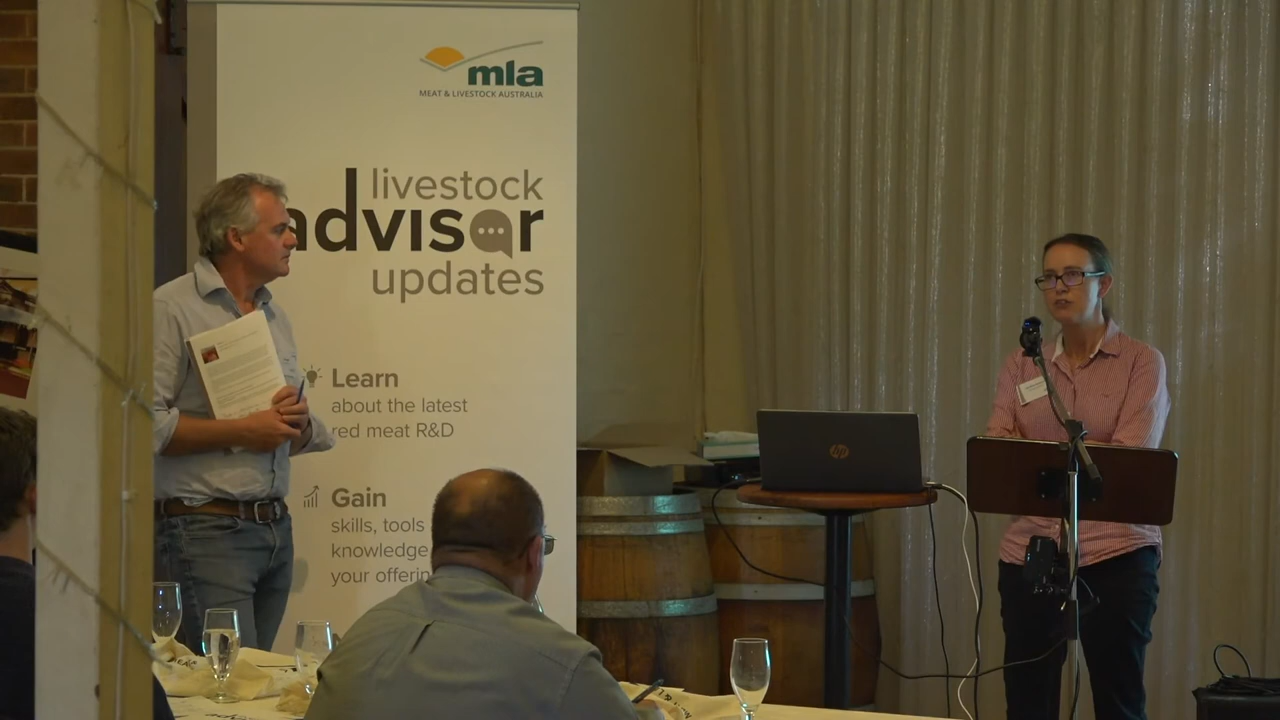 mla
MEAT & LIVESTOCK AUSTRALIA
livestock
advisor
updates
Learn
about the latest
red meat R&D
Gain
skills, tools
knowledge
your offerin
hp